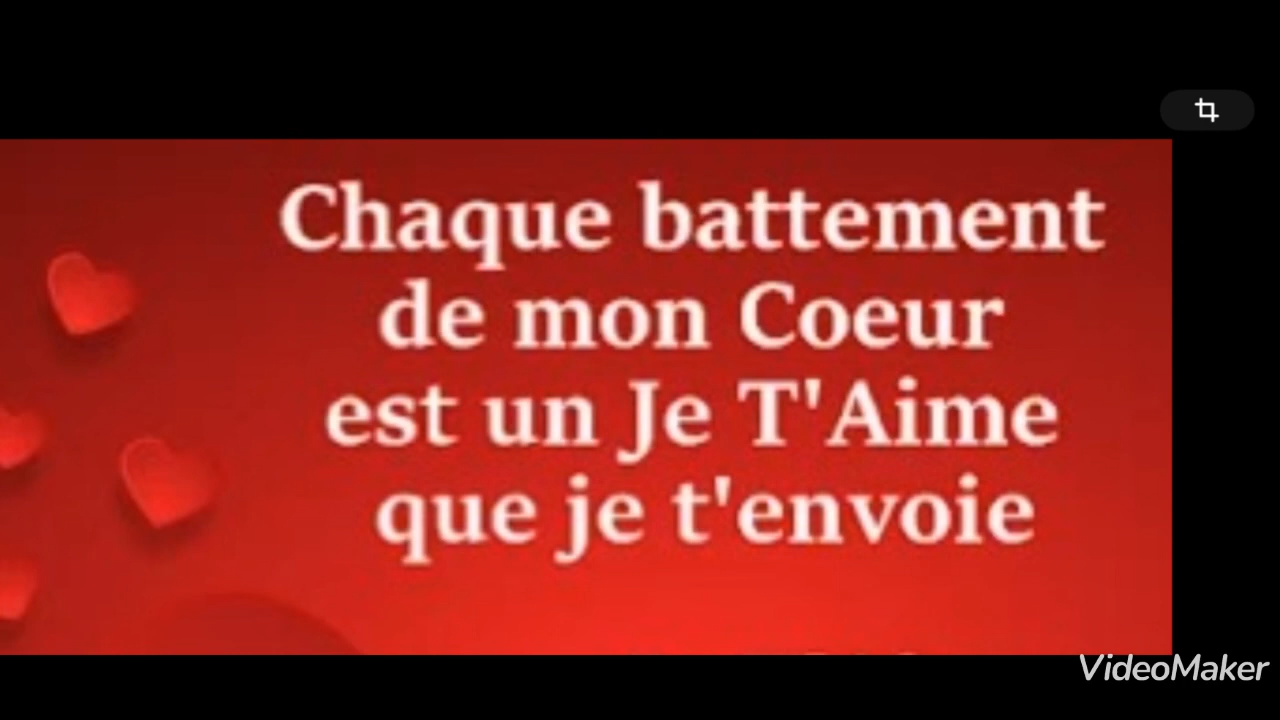 Chaque battement
de mon Coeur
est un Je T'Aime
que je t'envoie
VideoMaker